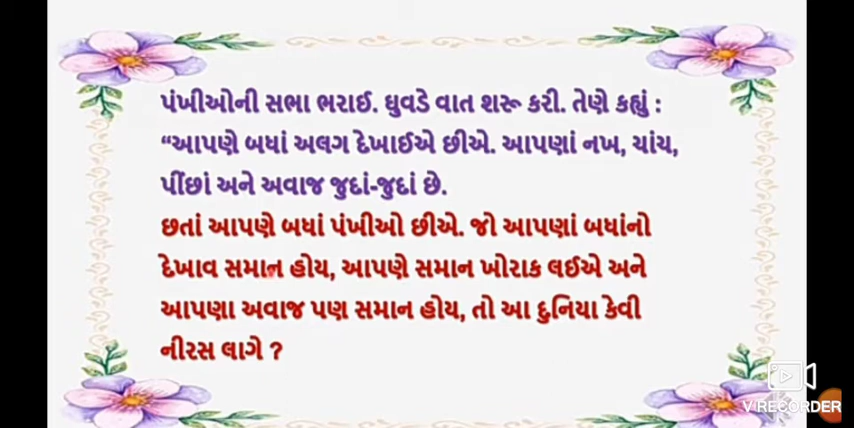 પંખીઓની સભા ભરાઈ. ઘુવડે વાત શરૂ કરી. તેણે કહ્યું :
“આપણે બધાં અલગ દેખાઈએ છીએ. આપણાં નખ, ચાંચ,
પીંછાં અને અવાજ જુદાં-જુદાં છે.
છતાં આપણે બધાં પંખીઓ છીએ. જો આપણાં બધાંનો
દેખાવ સમાન હોય, આપણે સમાન ખોરાક લઈએ અને
આપણા અવાજ પણ સમાન હોય, તો આ દુનિયા કેવી
નીરસ લાગે ?
V RECORDER